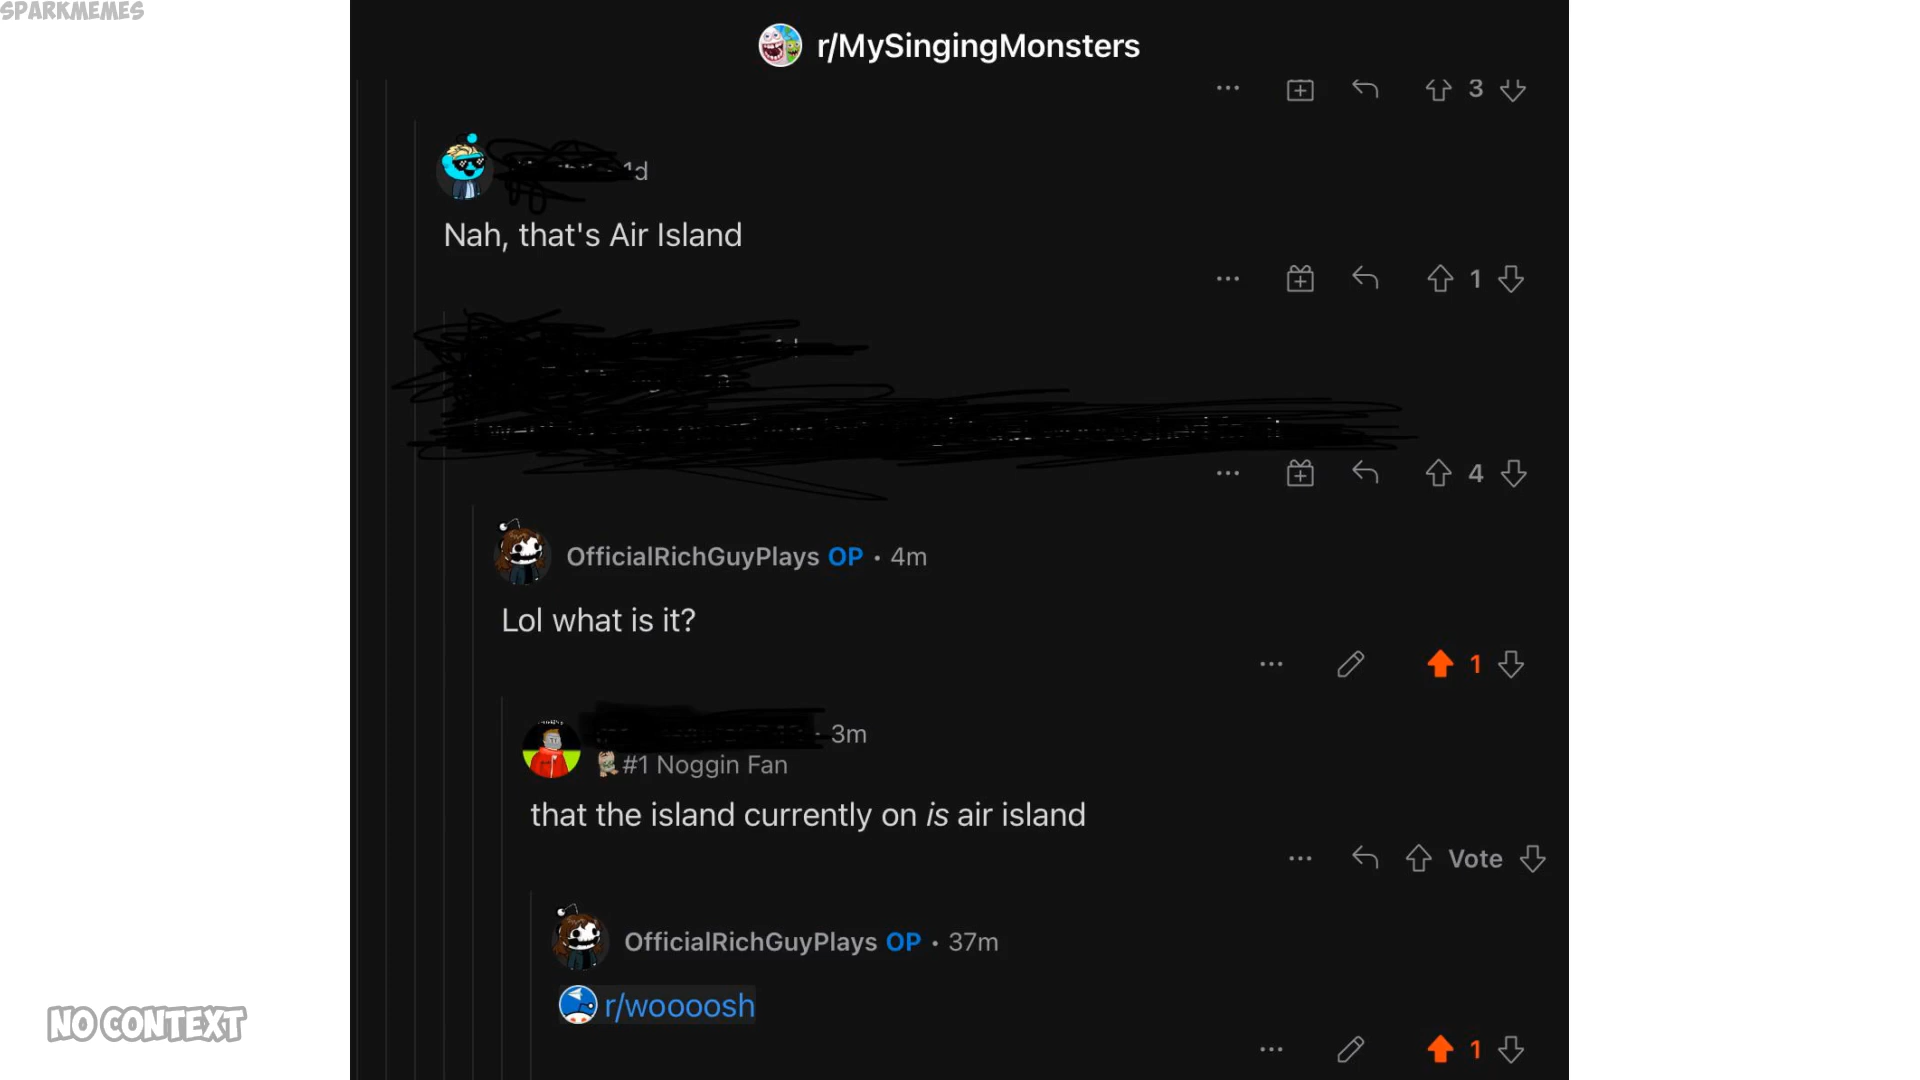 SPARKMEMES
r/MySingingMonsters
3
1d
Nah, that's Air Island
1
4
OfficialRichGuyPlays OP • 4m
Lol what is it?
1
3m
#1 Noggin Fan
that the island currently on is air island
Vote
OfficialRichGuyPlays OP • 37m
r/woooosh
NO CONTEXT
1